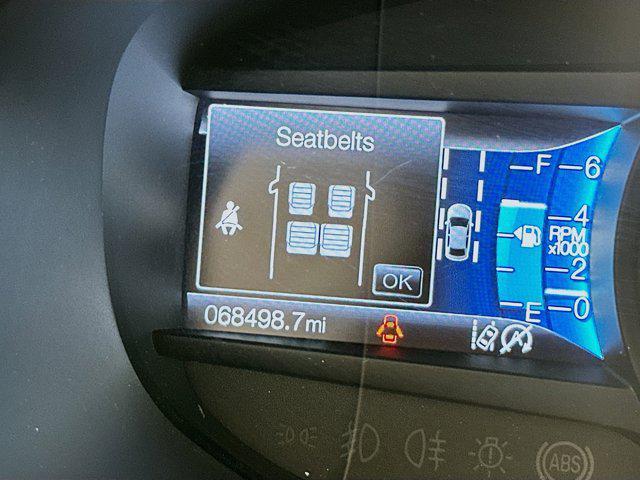 Seatbelts
OK
F
6
4
RPM
x1000
2
E
0
068498.7mi
ABS